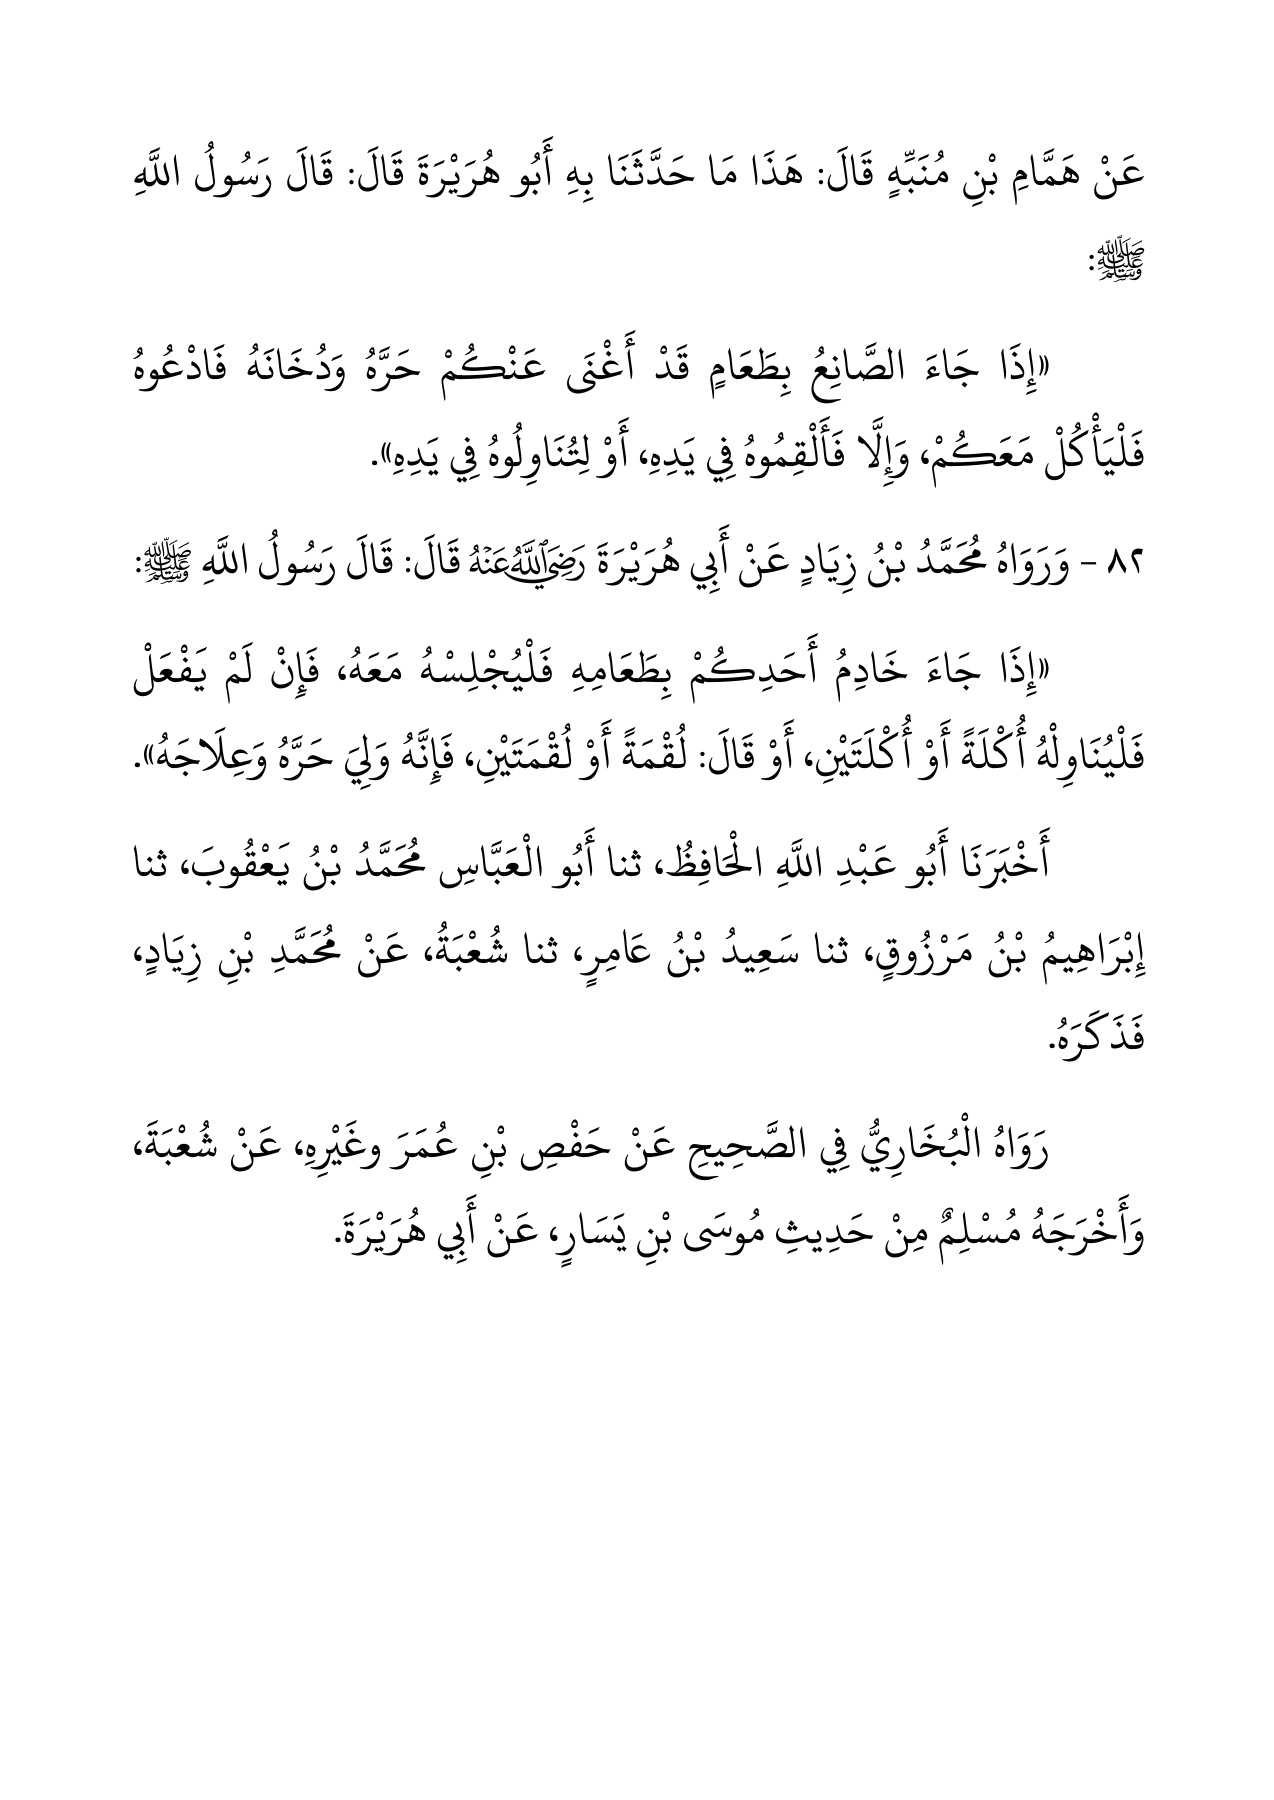 عَنْ هَمَّامِ بْنِ مُنَبِّهٍ قَالَ: هَذَا مَا حَدَّثَنَا بِهِ أَبُو هُرَيْرَةَ قَالَ: قَالَ رَسُولُ اللَّهِ
ﷺ:
«إِذَا جَاءَ الصَّانِعُ بِطَعَامٍ قَدْ أَغْنَى عَنْكُمْ حَرَّهُ وَدُخَانَهُ فَادْعُوهُ
فَلْيَأْكُلْ مَعَكُمْ، وَإِلَّا فَأَلْقِمُوهُ فِي يَدِهِ، أَوْ لِتُنَاوِلُوهُ فِي يَدِهِ».
٨٢ - وَرَوَاهُ مُحَمَّدُ بْنُ زِيَادٍ عَنْ أَبِي هُرَيْرَةَ رَضِيَ اللَّهُ عَنْهُ قَالَ: قَالَ رَسُولُ اللَّهِ ﷺ:
«إِذَا جَاءَ خَادِمُ أَحَدِكُمْ بِطَعَامِهِ فَلْيُجْلِسْهُ مَعَهُ، فَإِنْ لَمْ يَفْعَلْ
فَلْيُنَاوِلْهُ أُكْلَةً أَوْ أُكْلَتَيْنِ، أَوْ قَالَ: لُقْمَةً أَوْ لُقْمَتَيْنِ، فَإِنَّهُ وَلِيَ حَرَّهُ وَعِلَاجَهُ».
أَخْبَرَنَا أَبُو عَبْدِ اللَّهِ الْحَافِظُ، ثنا أَبُو الْعَبَّاسِ مُحَمَّدُ بْنُ يَعْقُوبَ، ثنا
إِبْرَاهِيمُ بْنُ مَرْزُوقٍ، ثنا سَعِيدُ بْنُ عَامِرٍ، ثنا شُعْبَةُ، عَنْ مُحَمَّدِ بْنِ زِيَادٍ،
فَذَكَرَهُ.
رَوَاهُ الْبُخَارِيُّ فِي الصَّحِيحِ عَنْ حَفْصِ بْنِ عُمَرَ وغَيْرِهِ، عَنْ شُعْبَةَ،
وَأَخْرَجَهُ مُسْلِمٌ مِنْ حَدِيثِ مُوسَى بْنِ يَسَارٍ، عَنْ أَبِي هُرَيْرَةَ.